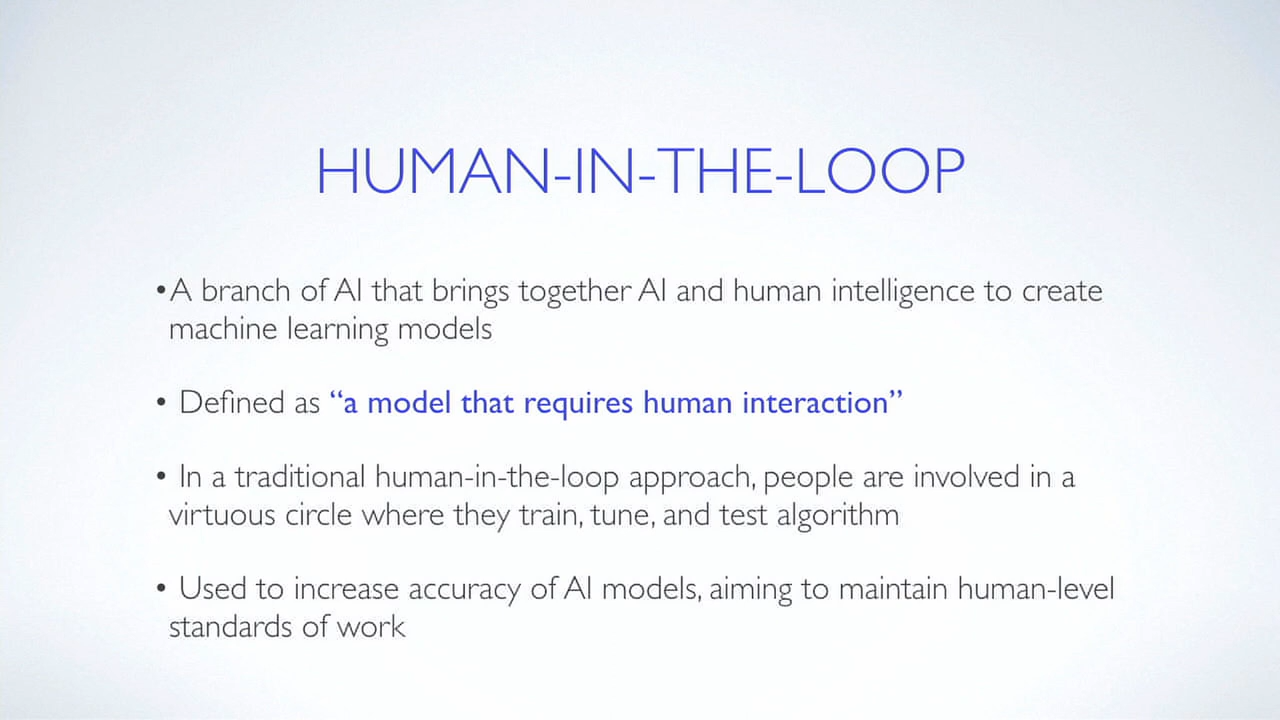 HUMAN-IN-THE-LOOP
•A branch of AI that brings together AI and human intelligence to create
machine learning models
• Defined as “a model that requires human interaction”
• In a traditional human-in-the-loop approach, people are involved in a
virtuous circle where they train, tune, and test algorithm
• Used to increase accuracy of AI models, aiming to maintain human-level
standards of work